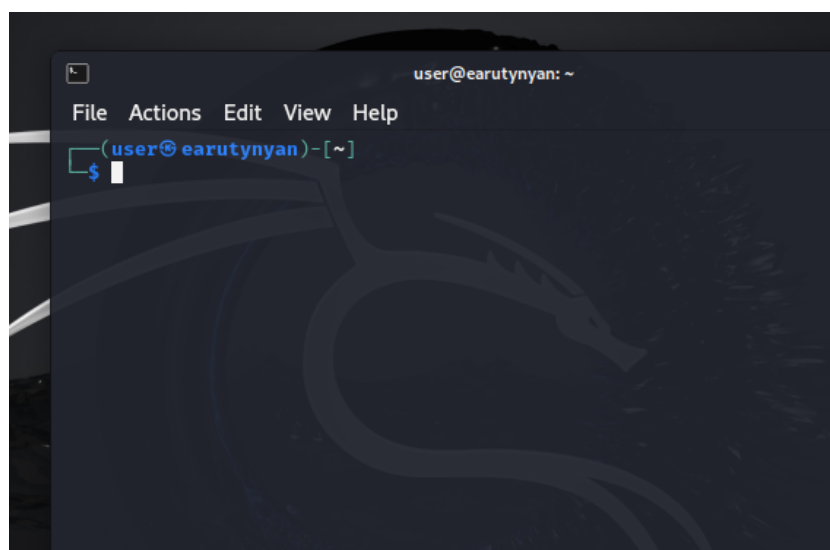 user@earutynyan: ~
File Actions Edit View Help
┌──(user㉿earutynyan)-[~]
└─$